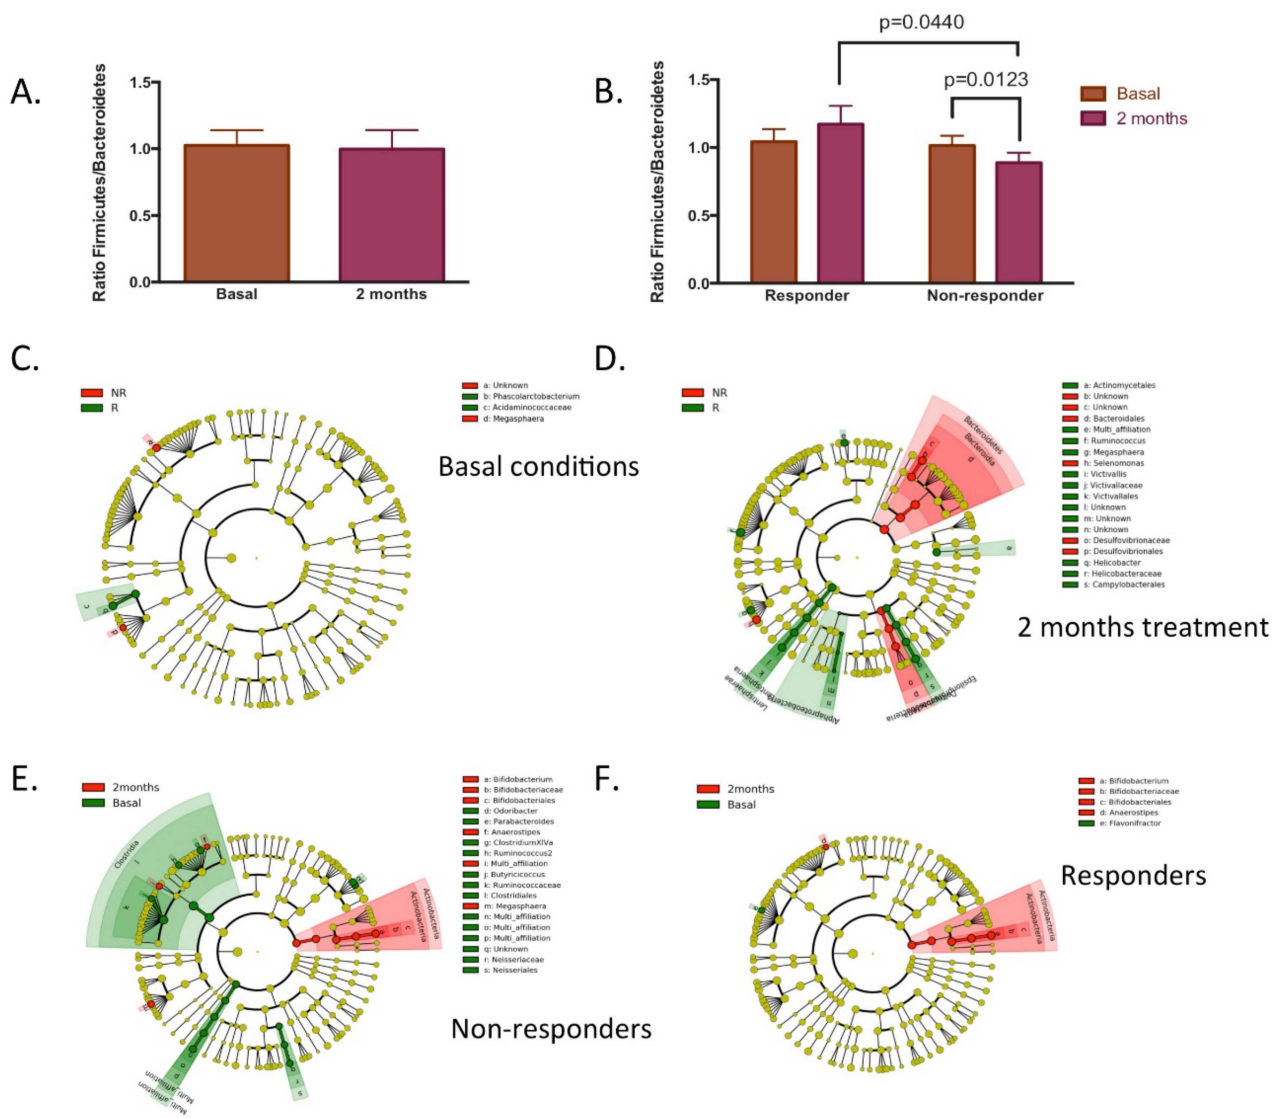 p=0.0440
A.
B.
Ratio Firmicutes/Bacteroidetes
1.5
1.0
0.5
0.0
Basal
2 months
Ratio Firmicutes/Bacteroidetes
1.5
1.0
0.5
0.0
p=0.0123
Basal
2 months
Responder
Non-responder
C.
NR
R
a: Unknown
b: Phascolarctobacterium
c: Acidaminococcaceae
d: Megasphaera
Basal conditions
D.
NR
R
Bacteroidetes
Bacteroidia
Lentisphaerae
Lentisphaeria
Alphaproteobacteria
a: Actinomycetales
b: Unknown
c: Unknown
d: Bacteroidales
e: Multi_affiliation
f: Ruminococcus
g: Megasphaera
h: Selenomonas
i: Victivallis
j: Victivallaceae
k: Victivallales
l: Unknown
m: Unknown
n: Unknown
o: Desulfovibrionaceae
p: Desulfovibrionales
q: Helicobacter
r: Helicobacteraceae
s: Campylobacterales
2 months treatment
E.
2months
Basal
Clostridia
Actinobacteria
Actinobacteria
Multi_affiliation
Multi_affiliation
a: Bifidobacterium
b: Bifidobacteriaceae
c: Bifidobacteriales
d: Odoribacter
e: Parabacteroides
f: Anaerostipes
g: ClostridiumXIVa
h: Ruminococcus2
i: Multi_affiliation
j: Butyricicoccus
k: Ruminococcaceae
l: Clostridiales
m: Megasphaera
n: Multi_affiliation
o: Multi_affiliation
p: Multi_affiliation
q: Unknown
r: Neisseriaceae
s: Neisseriales
Non-responders
F.
2months
Basal
Actinobacteria
Actinobacteria
a: Bifidobacterium
b: Bifidobacteriaceae
c: Bifidobacteriales
d: Anaerostipes
e: Flavonifractor
Responders